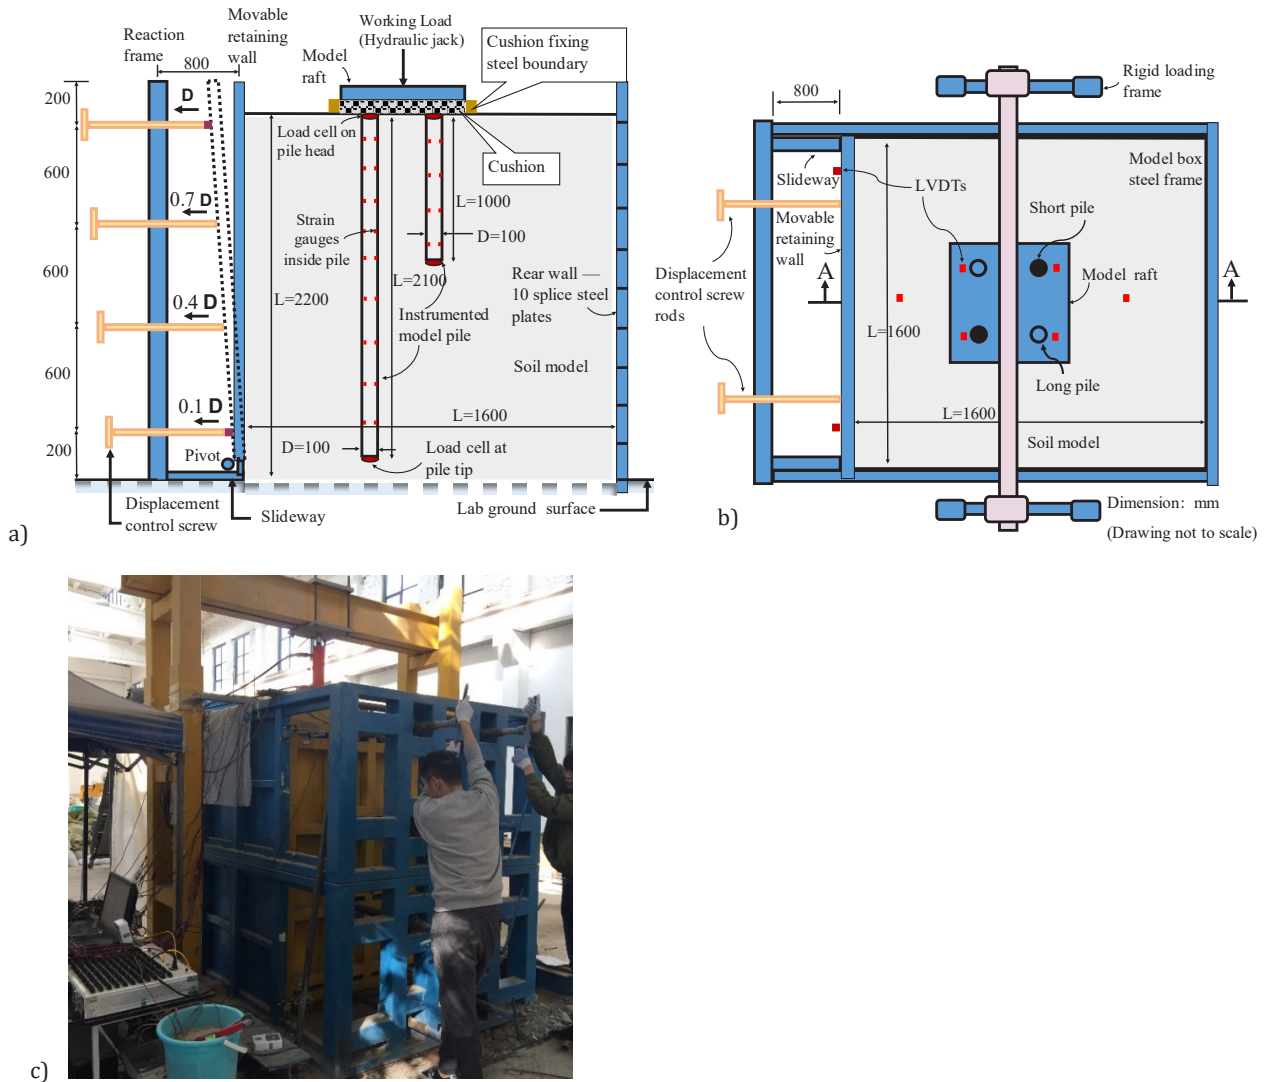 Reaction
frame
Movable
retaining
wall
Working Load
(Hydraulic jack)
Model
raft
Cushion fixing
steel boundary
800
200
600
600
600
200
D
0.7 D
0.4 D
0.1 D
Load cell on
pile head
Cushion
L=1000
D=100
Strain
gauges
inside pile
L=2200
L=2100
Instrumented
model pile
Rear wall —
10 splice steel
plates
Soil model
L=1600
D=100
Load cell at
pile tip
Pivot
Displacement
control screw
Slideway
Lab ground surface
a)
800
Rigid loading
frame
Slideway
LVDTs
Model box
steel frame
Short pile
Movable
retaining
wall
Displacement
control screw
rods
A
A
Model raft
L=1600
Long pile
L=1600
Soil model
Dimension: mm
(Drawing not to scale)
b)
c)